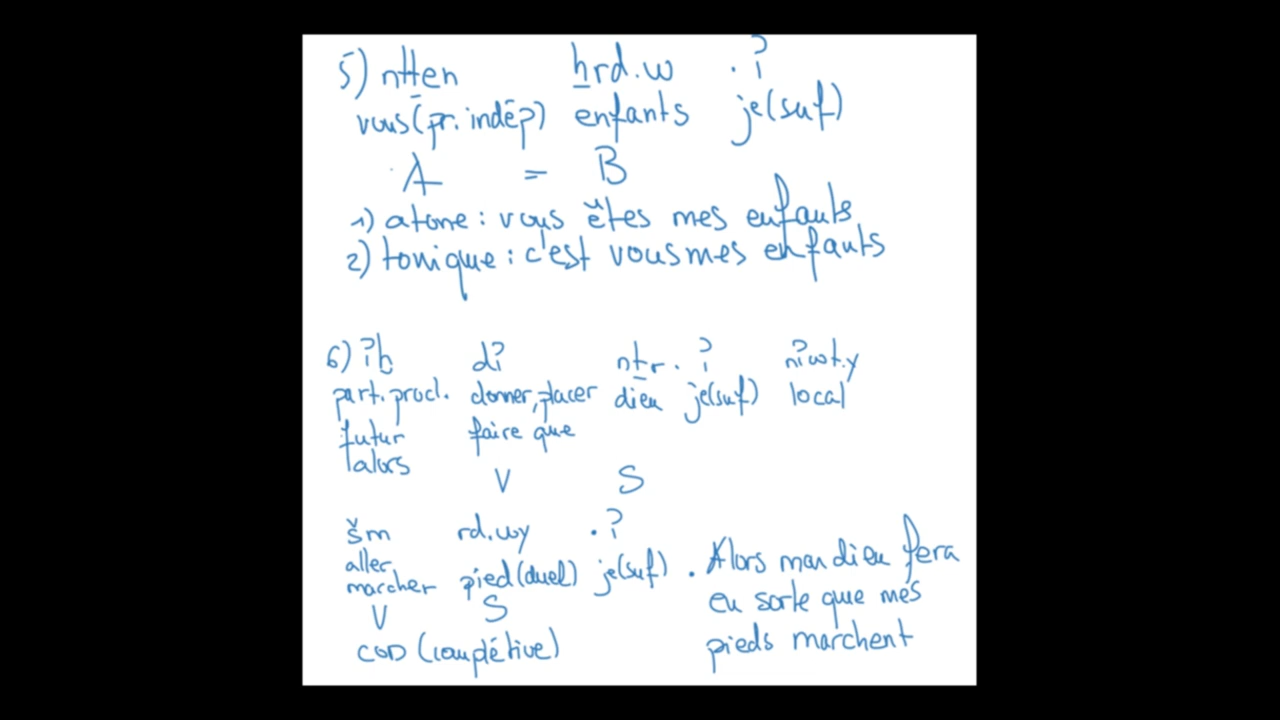 5) ntṯen ẖrd.w .ỉ
vous(pr. indép) enfants je(suf)
A = B
1) atone : vous êtes mes enfants
2) tonique : c'est vous mes enfants
6) ỉḫ dỉ nṯr.ỉ nỉwt.y
part. procl. donner, placer dieu je(suf) local
futur faire que
alors
V S
šm rd.wy .ỉ
aller, marcher pied(duel) je(suf) . Alors mon dieu fera
V S en sorte que mes
COD (complétive) pieds marchent